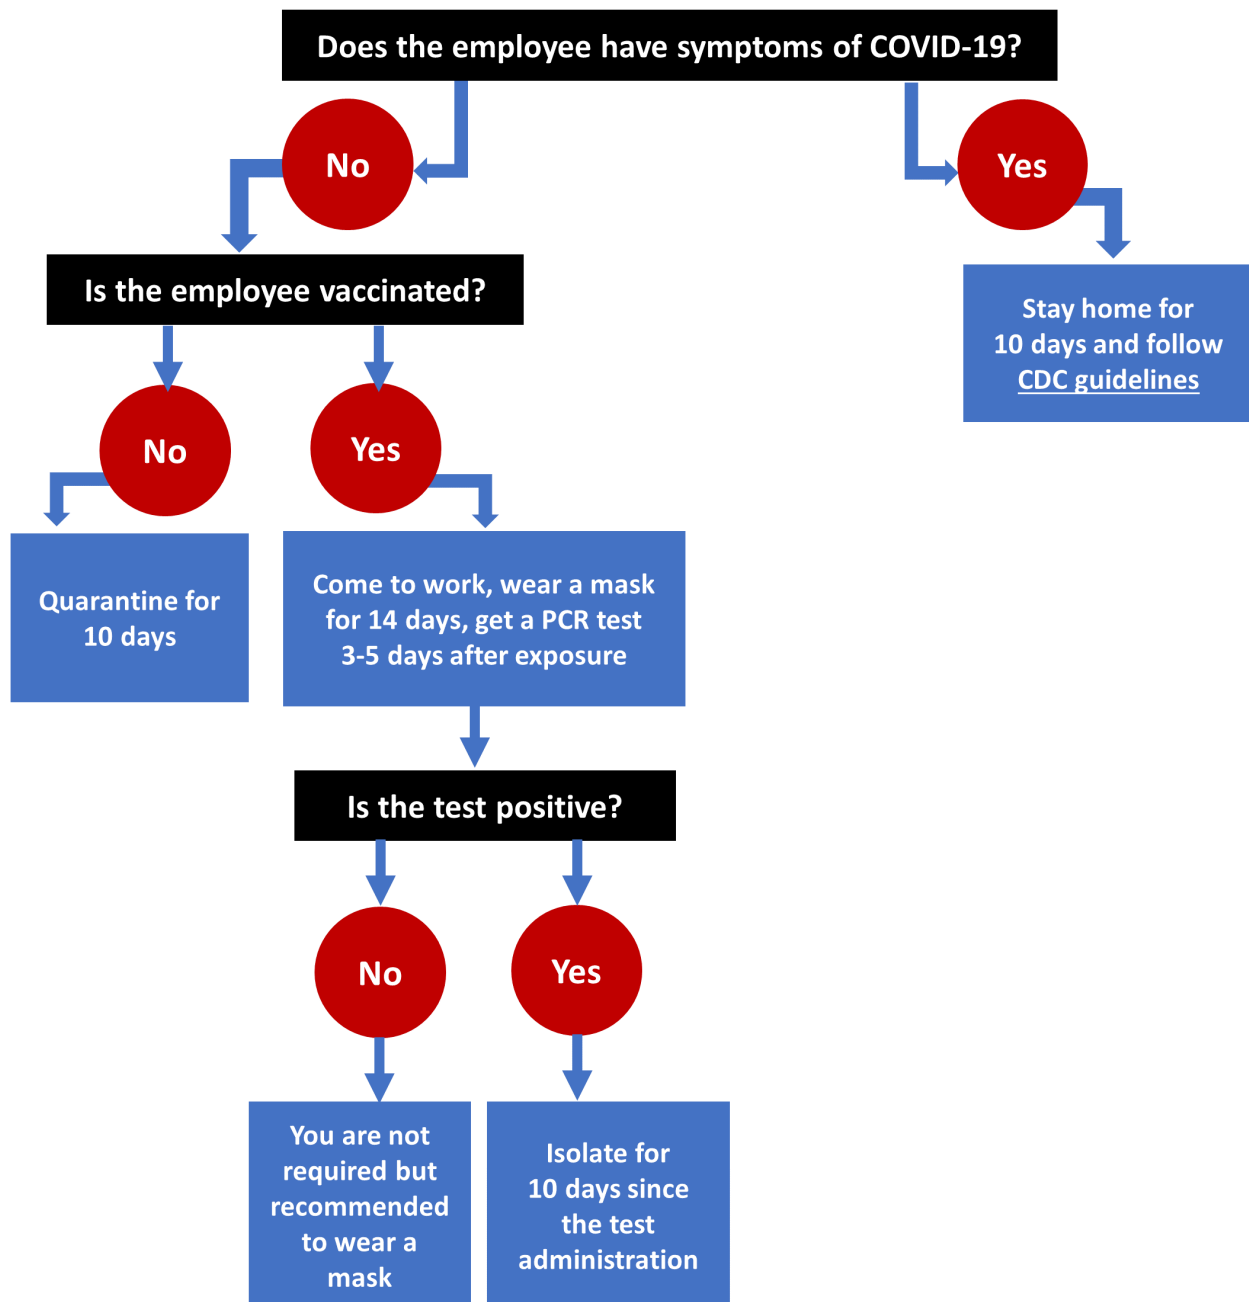 Does the employee have symptoms of COVID-19?
No
Yes
Is the employee vaccinated?
Stay home for
10 days and follow
CDC guidelines
No
Yes
Quarantine for
10 days
Come to work, wear a mask
for 14 days, get a PCR test
3-5 days after exposure
Is the test positive?
No
Yes
You are not
required but
recommended
to wear a
mask
Isolate for
10 days since
the test
administration